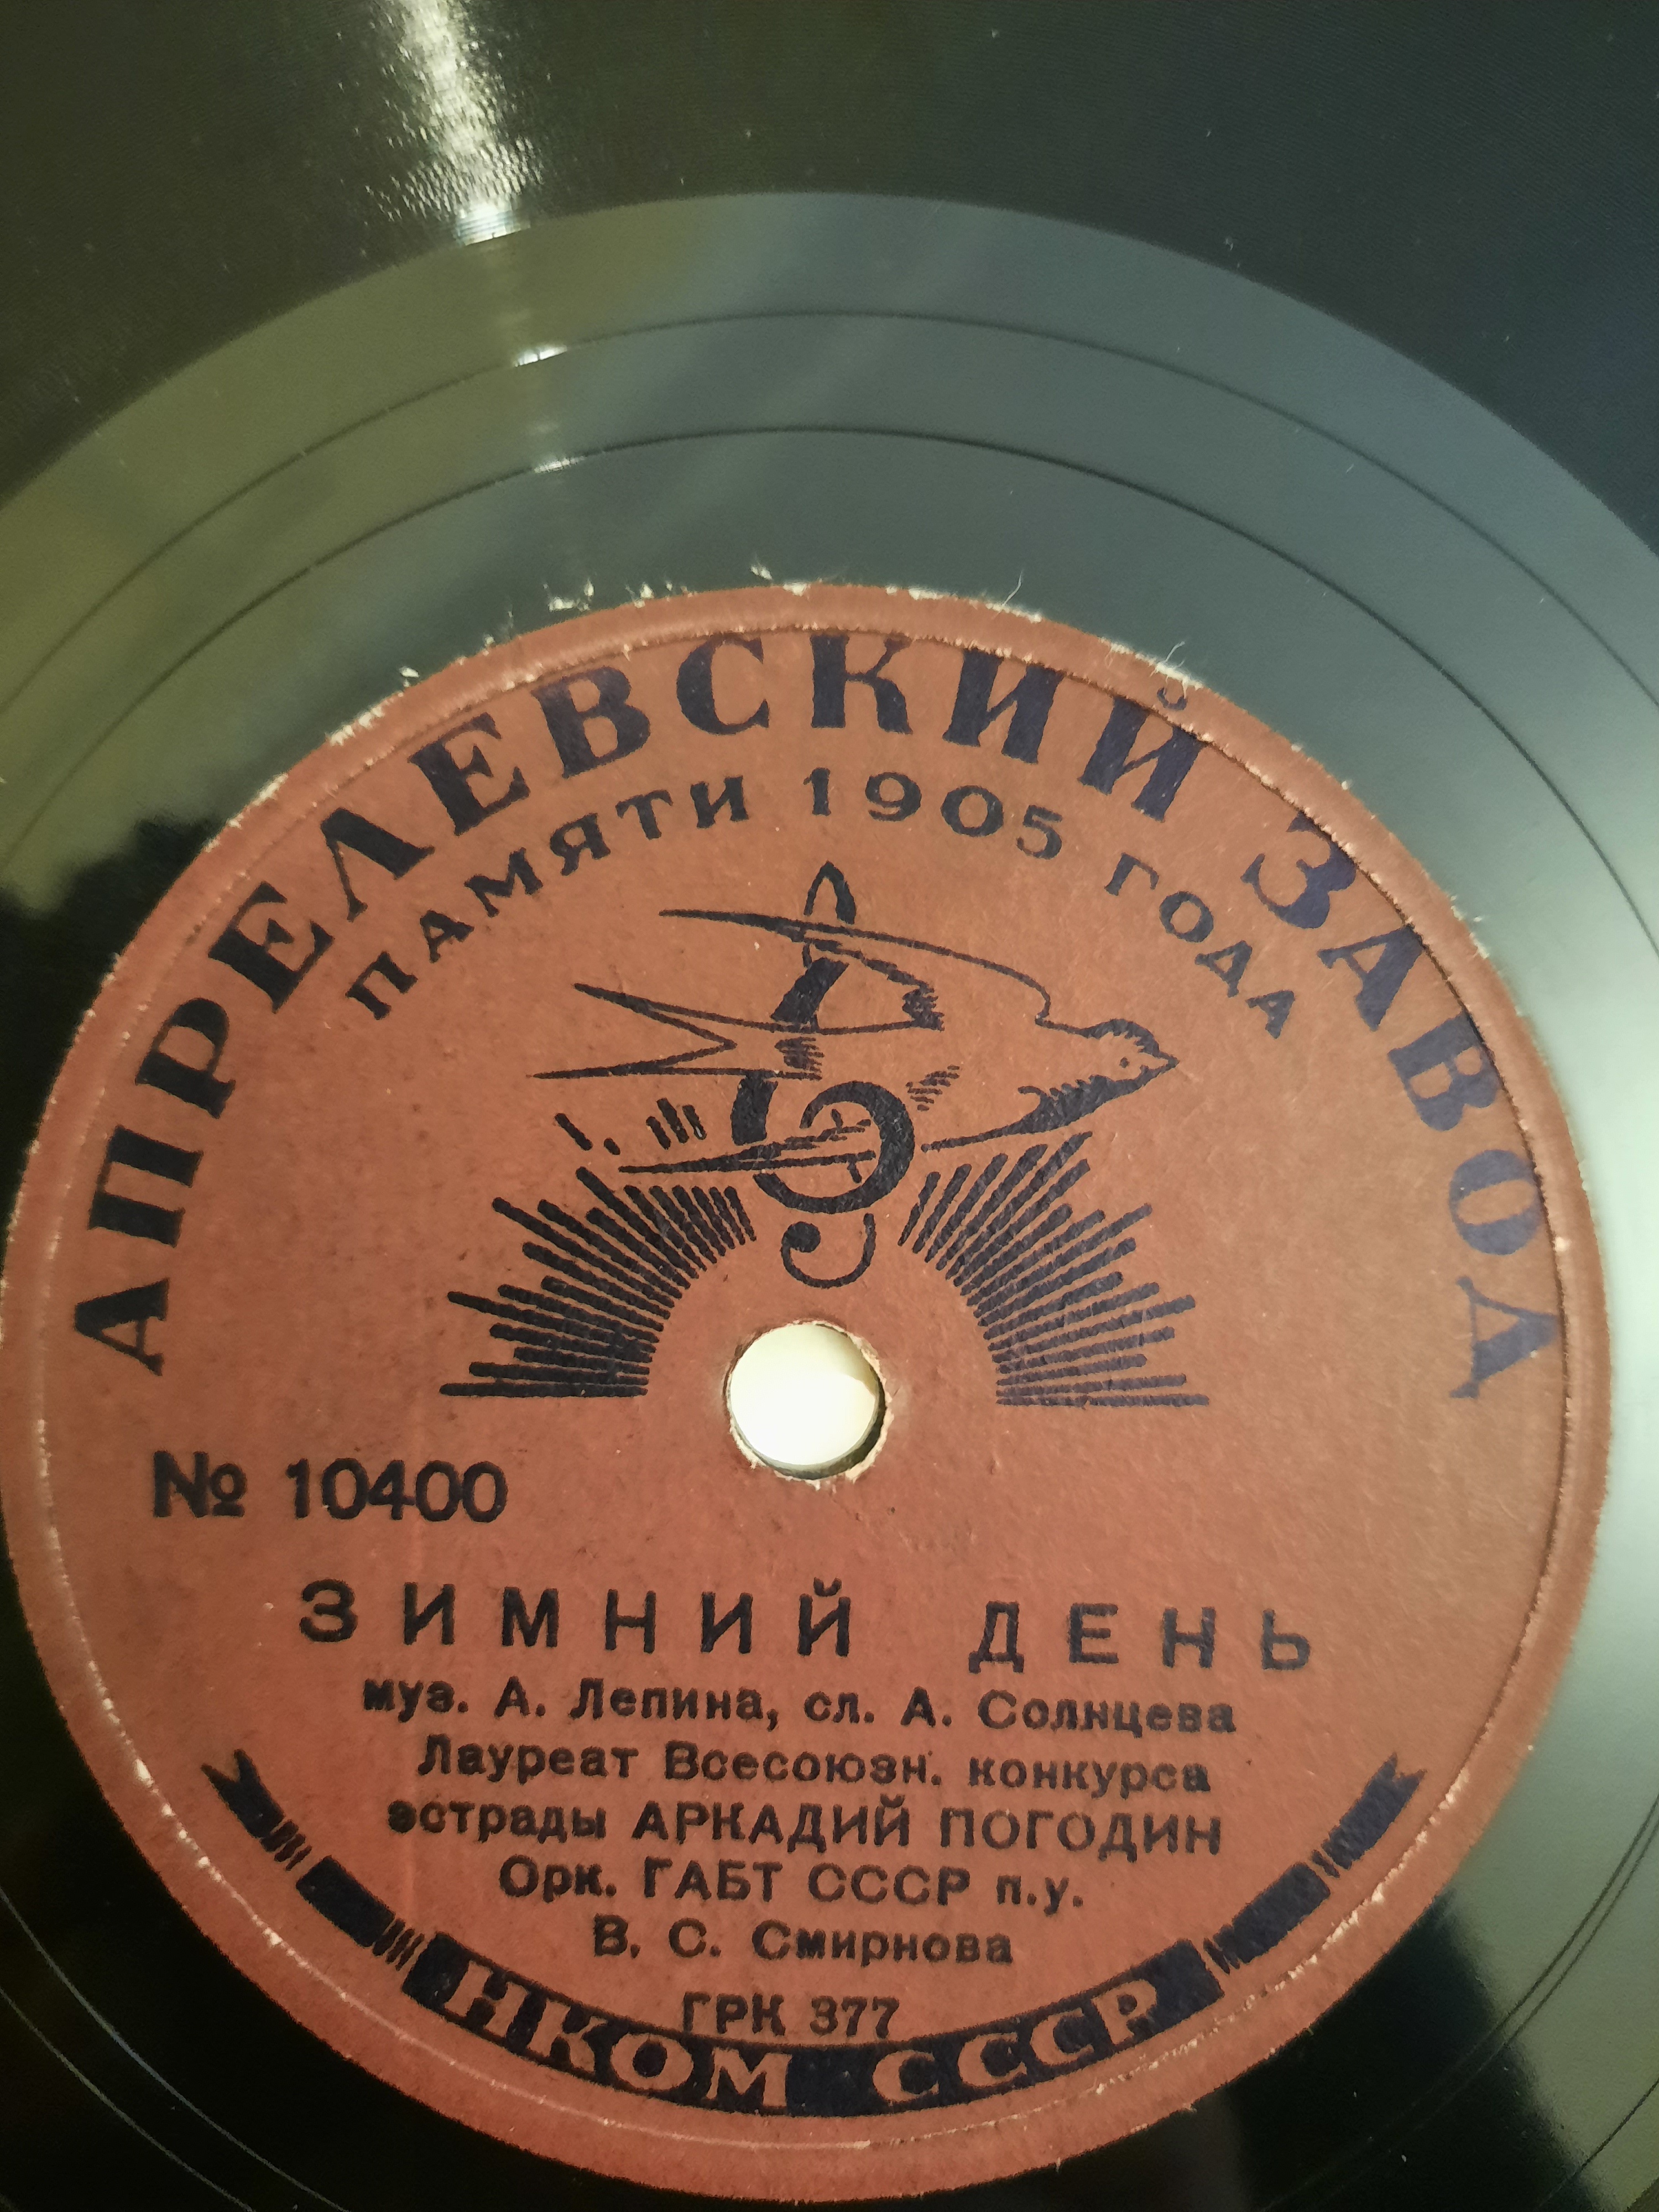 АПРЕЛЕВСКИЙ ЗАВОД
ПАМЯТИ 1905 ГОДА
№ 10400
ЗИМНИЙ ДЕНЬ
муз. А. Лепина, сл. А. Солнцева
Лауреат Всесоюзн. конкурса
эстрады АРКАДИЙ ПОГОДИН
Орк. ГАБТ СССР п.у.
В. С. Смирнова
ГРК 377
НКОМ СССР